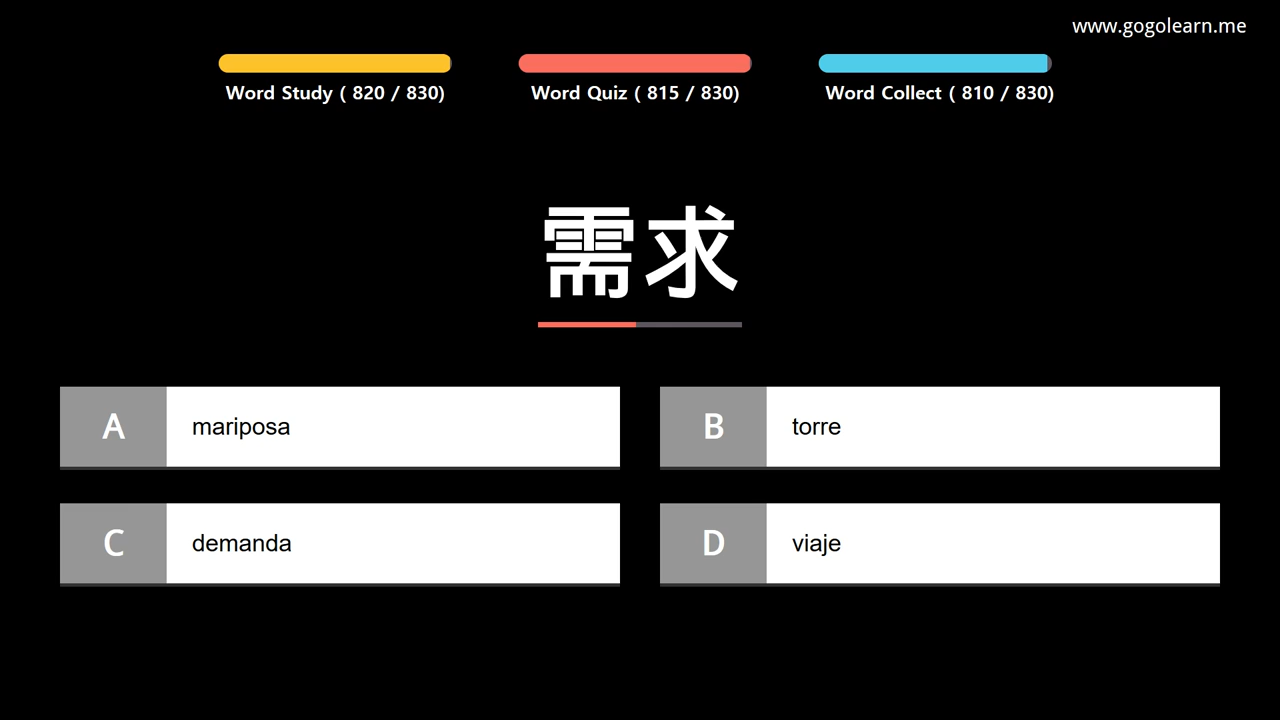 www.gogolearn.me
Word Study ( 820 / 830)
Word Quiz ( 815 / 830)
Word Collect ( 810 / 830)
需求
A mariposa
B torre
C demanda
D viaje